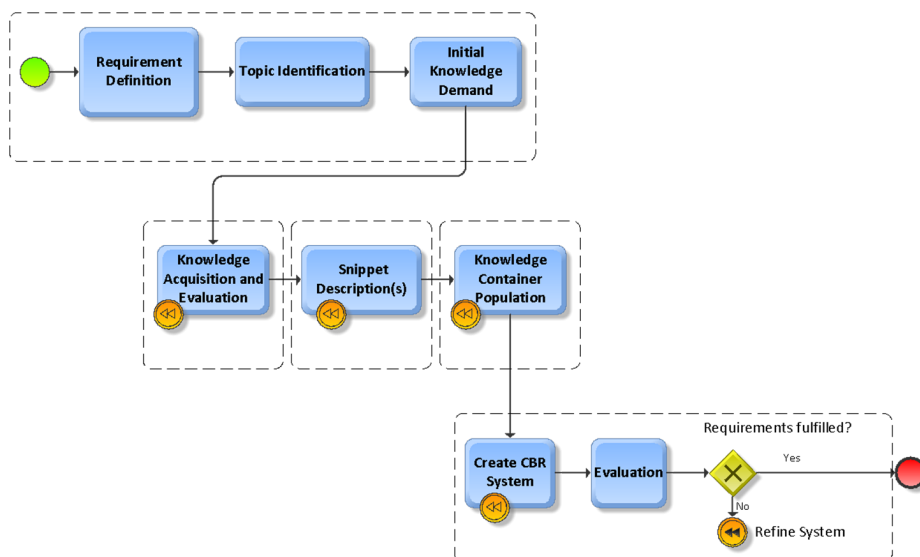 Requirement
Definition
Topic Identification
Initial
Knowledge
Demand
Knowledge
Acquisition and
Evaluation
Snippet
Description(s)
Knowledge
Container
Population
Requirements fulfilled?
Create CBR
System
Evaluation
Yes
No
Refine System